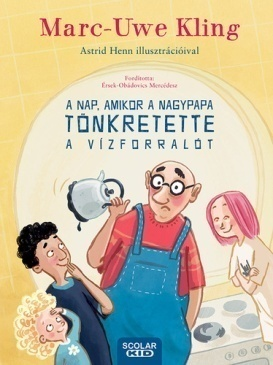 Marc-Uwe Kling
Astrid Henn illusztrációival
Fordította:
Érsek-Obádovics Mercédesz
A NAP, AMIKOR A NAGYPAPA
TÖNKRETETTE
A VÍZFORRALÓT
SCOLAR
KID